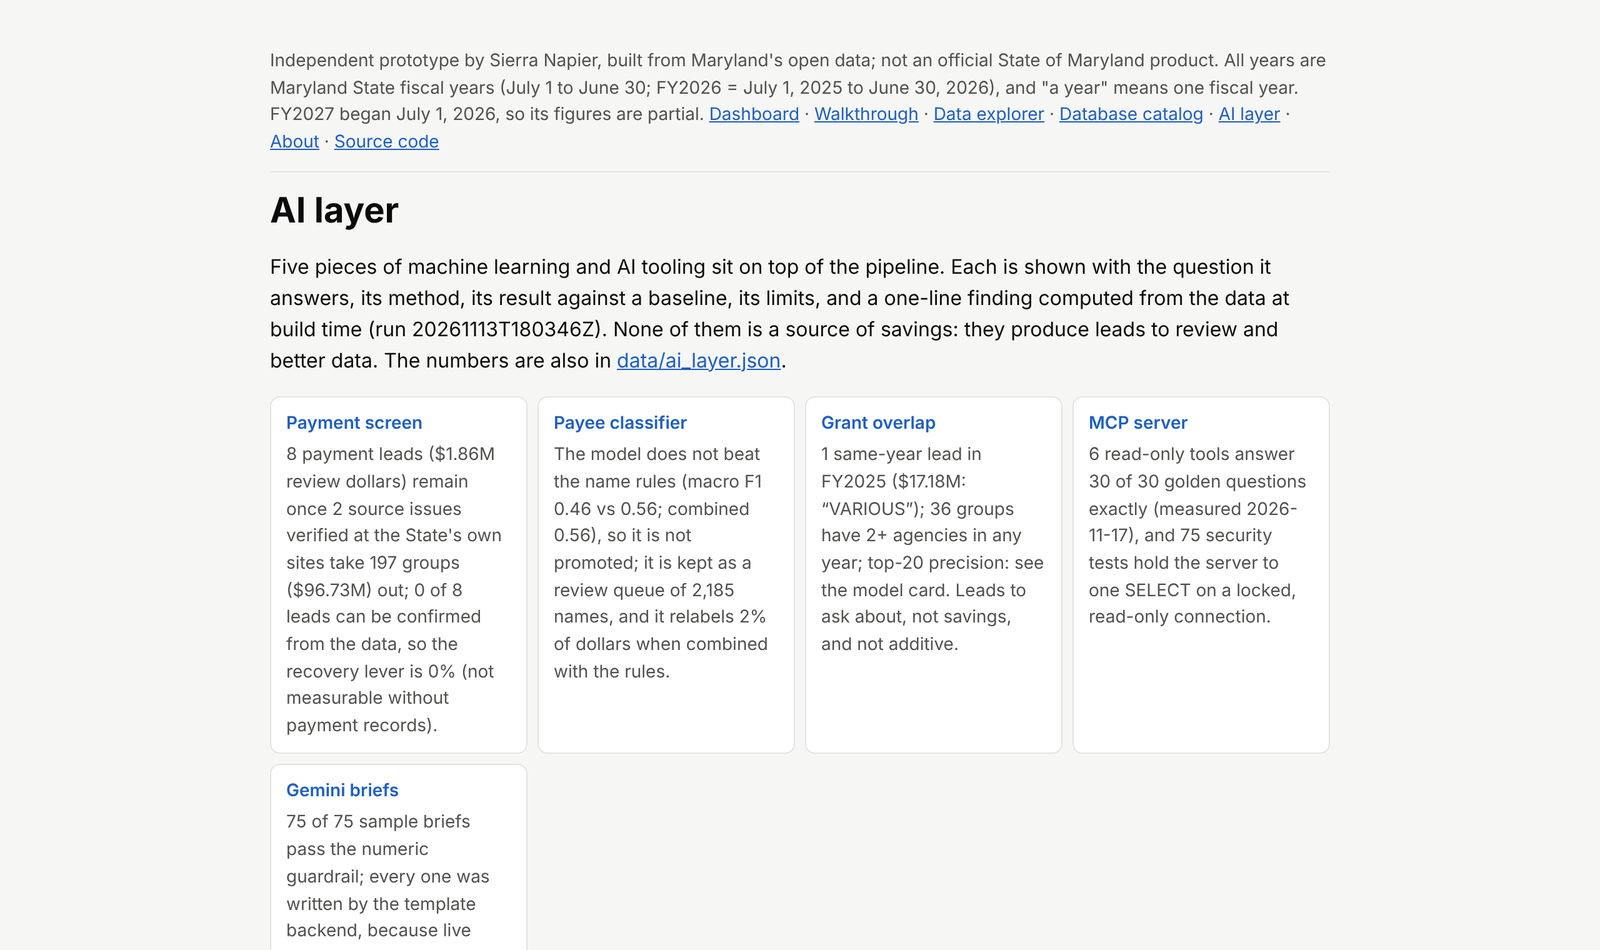 Independent prototype by Sierra Napier, built from Maryland's open data; not an official State of Maryland product. All years are
Maryland State fiscal years (July 1 to June 30; FY2026 = July 1, 2025 to June 30, 2026), and "a year" means one fiscal year.
FY2027 began July 1, 2026, so its figures are partial. Dashboard · Walkthrough · Data explorer · Database catalog · AI layer ·
About · Source code
AI layer
Five pieces of machine learning and AI tooling sit on top of the pipeline. Each is shown with the question it
answers, its method, its result against a baseline, its limits, and a one-line finding computed from the data at
build time (run 20261113T180346Z). None of them is a source of savings: they produce leads to review and
better data. The numbers are also in data/ai_layer.json.
Payment screen
8 payment leads ($1.86M
review dollars) remain
once 2 source issues
verified at the State's own
sites take 197 groups
($96.73M) out; 0 of 8
leads can be confirmed
from the data, so the
recovery lever is 0% (not
measurable without
payment records).
Payee classifier
The model does not beat
the name rules (macro F1
0.46 vs 0.56; combined
0.56), so it is not
promoted; it is kept as a
review queue of 2,185
names, and it relabels 2%
of dollars when combined
with the rules.
Grant overlap
1 same-year lead in
FY2025 ($17.18M:
“VARIOUS”); 36 groups
have 2+ agencies in any
year; top-20 precision: see
the model card. Leads to
ask about, not savings,
and not additive.
MCP server
6 read-only tools answer
30 of 30 golden questions
exactly (measured 2026-
11-17), and 75 security
tests hold the server to
one SELECT on a locked,
read-only connection.
Gemini briefs
75 of 75 sample briefs
pass the numeric
guardrail; every one was
written by the template
backend, because live